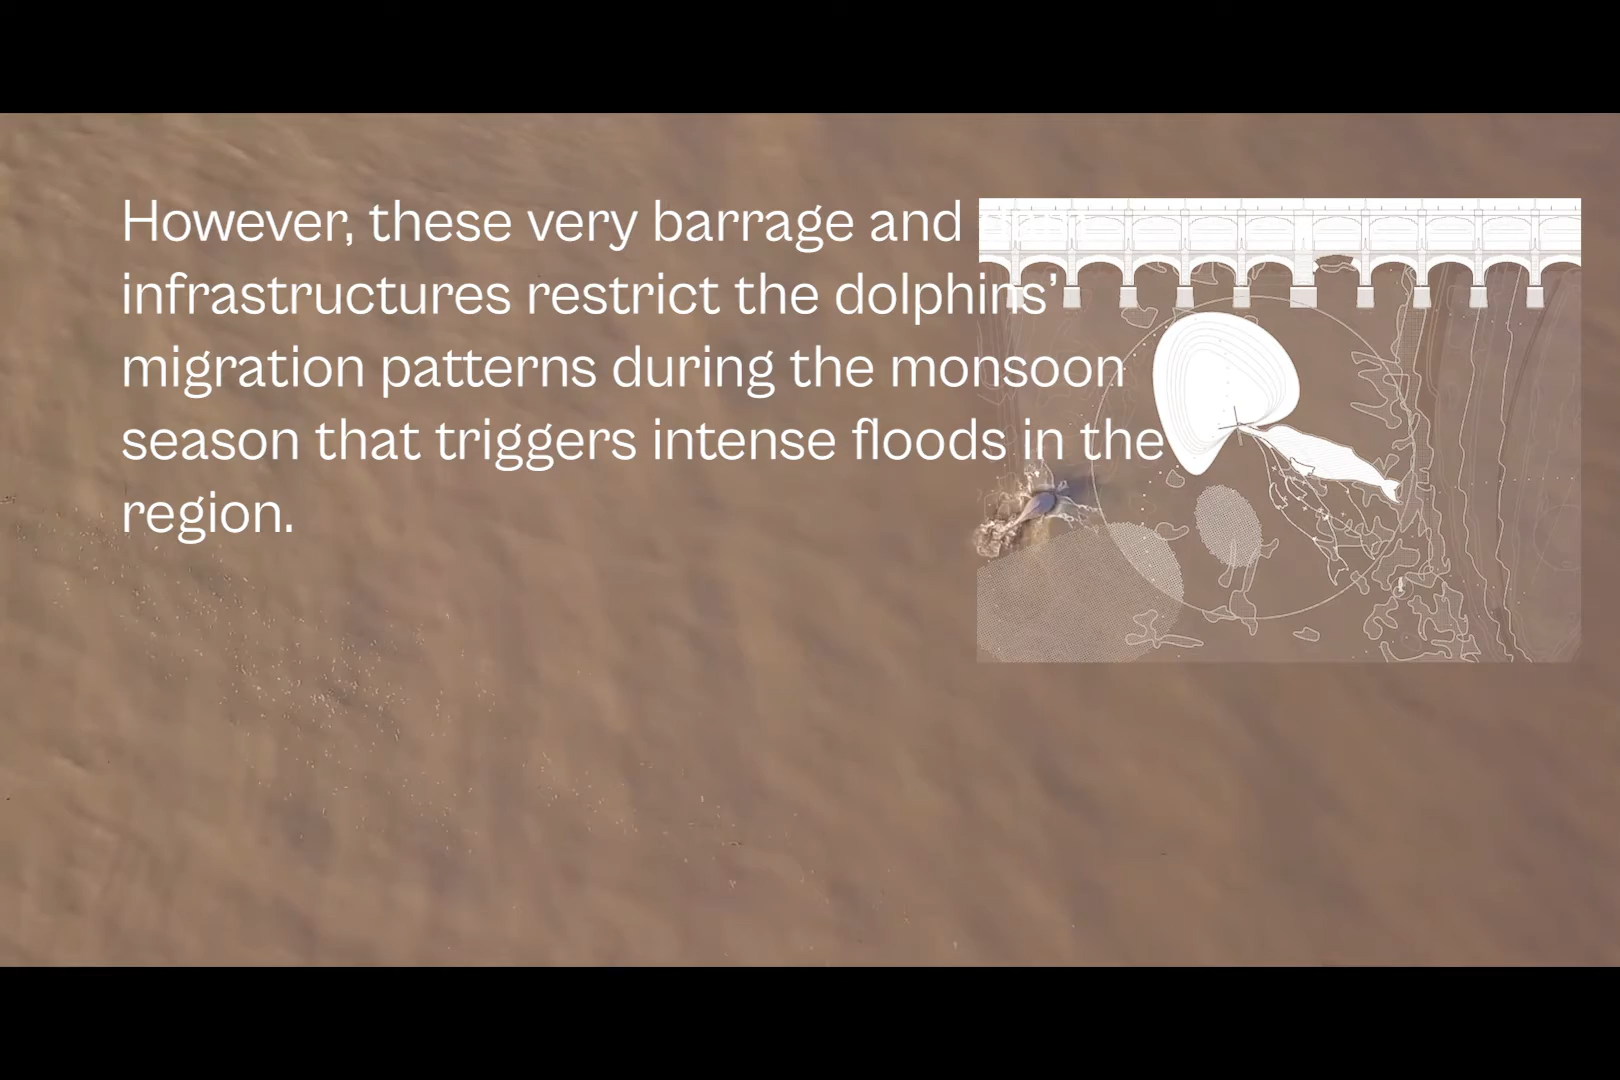 However, these very barrage and dam
infrastructures restrict the dolphins’
migration patterns during the monsoon
season that triggers intense floods in the
region.